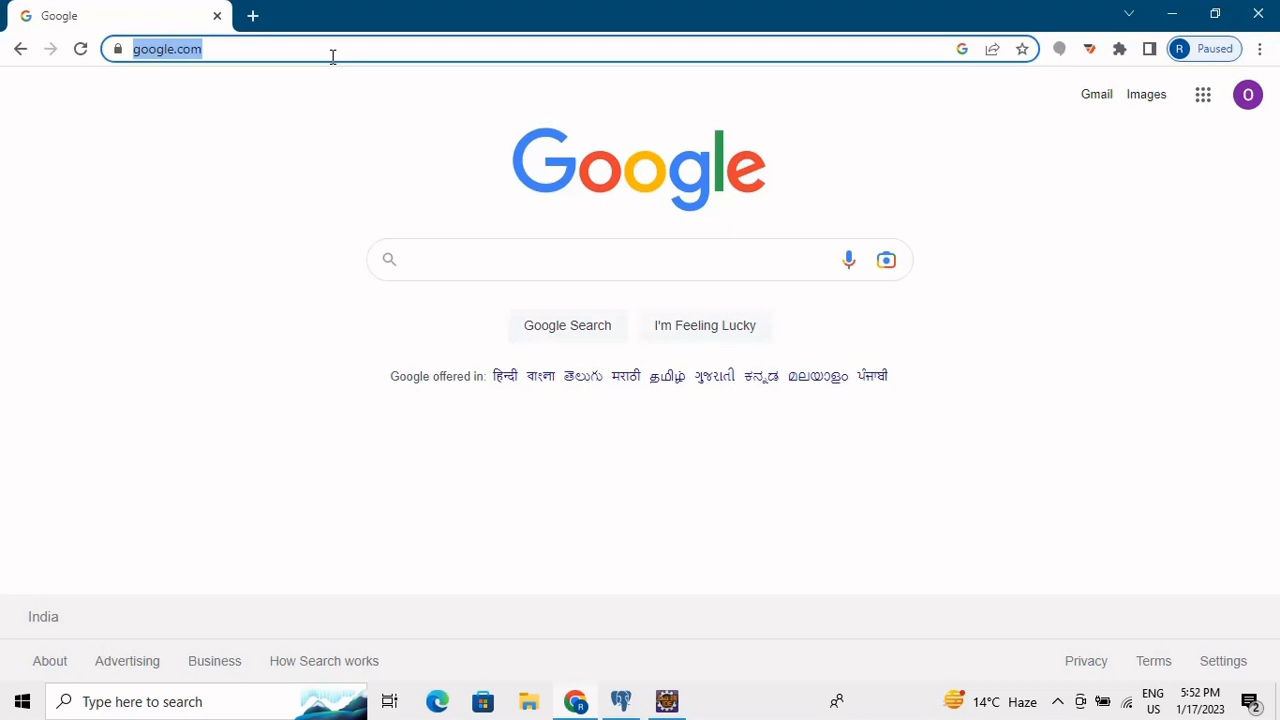 Google
google.com
R Paused
Gmail Images O
Google
Google Search I'm Feeling Lucky
Google offered in: हिन्दी বাংলা తెలుగు मराठी தமிழ் ગુજરાતી ಕನ್ನಡ മലയാളം ਪੰਜਾਬੀ
India
About Advertising Business How Search works Privacy Terms Settings
Type here to search R 14°C Haze ENG 5:52 PM
US 1/17/2023 2